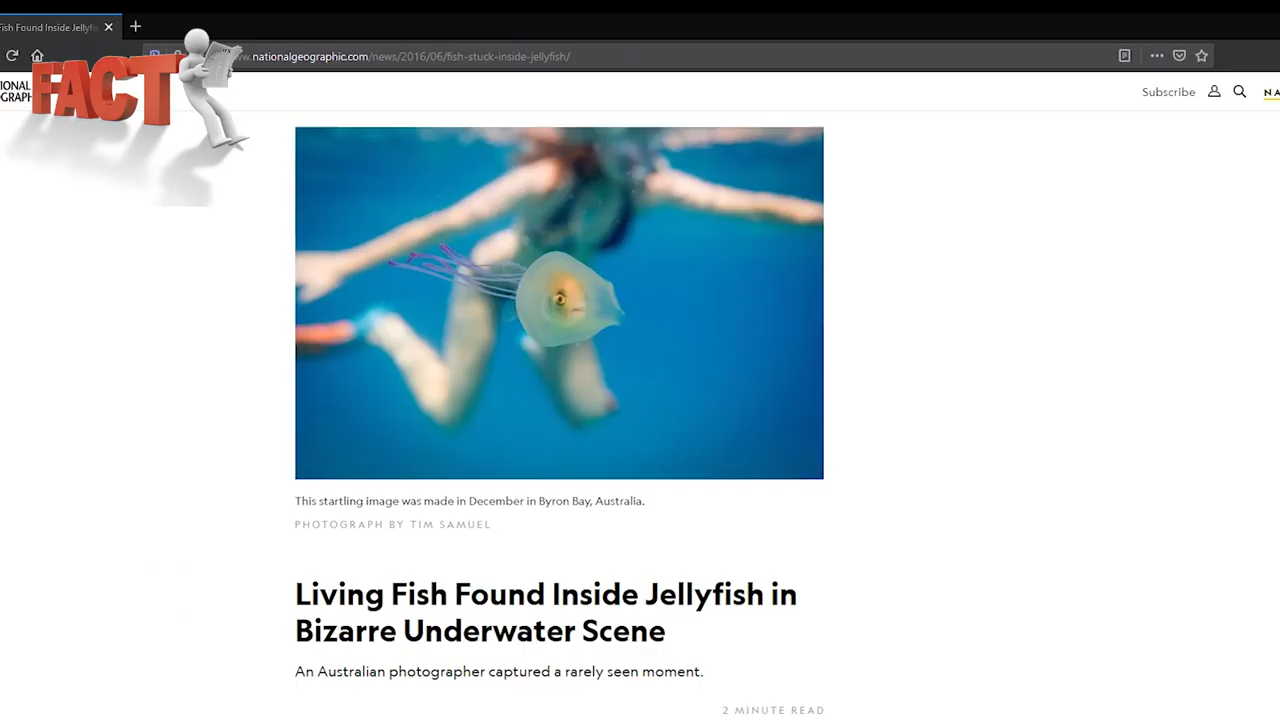 Fish Found Inside Jellyfi
www.nationalgeographic.com/news/2016/06/fish-stuck-inside-jellyfish/
FACT
Subscribe
This startling image was made in December in Byron Bay, Australia.
PHOTOGRAPH BY TIM SAMUEL
Living Fish Found Inside Jellyfish in
Bizarre Underwater Scene
An Australian photographer captured a rarely seen moment.
2 MINUTE READ